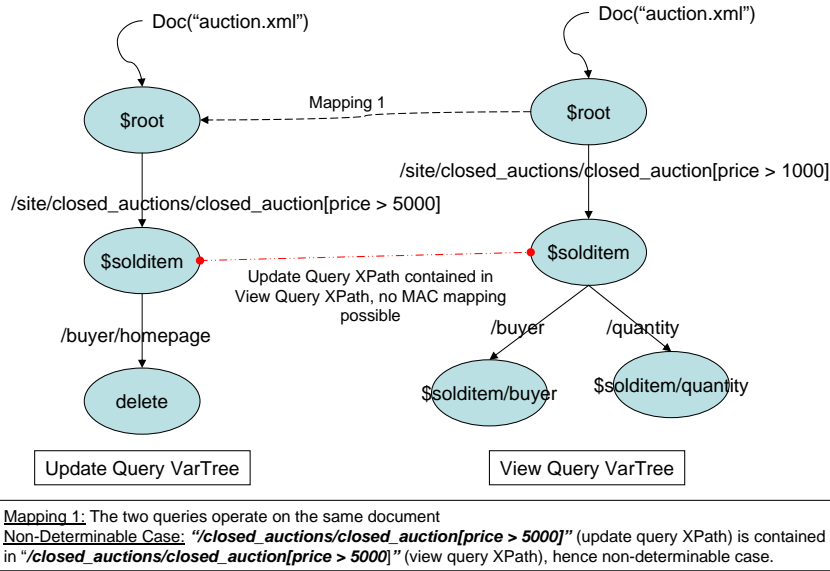 Doc(“auction.xml”)
Doc(“auction.xml”)
Mapping 1
$root
$root
/site/closed_auctions/closed_auction[price > 1000]
/site/closed_auctions/closed_auction[price > 5000]
$solditem
$solditem
Update Query XPath contained in
View Query XPath, no MAC mapping
possible
/buyer/homepage
/buyer
/quantity
delete
$solditem/buyer
$solditem/quantity
Update Query VarTree
View Query VarTree
Mapping 1: The two queries operate on the same document
Non-Determinable Case: “/closed_auctions/closed_auction[price > 5000]” (update query XPath) is contained
in “/closed_auctions/closed_auction[price > 5000]” (view query XPath), hence non-determinable case.